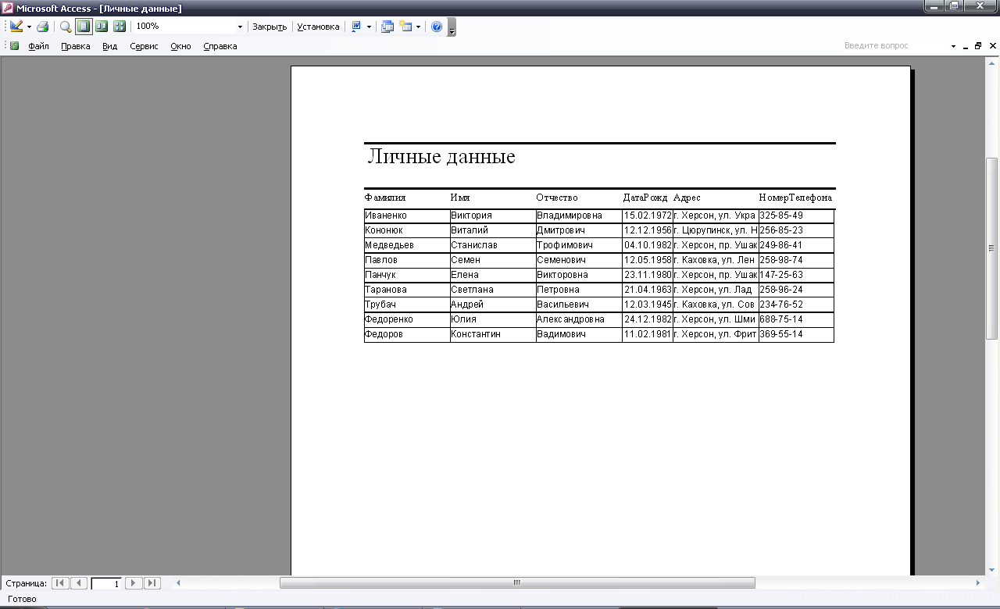 Microsoft Access - [Личные данные]
100% Закрыть Установка
Файл Правка Вид Сервис Окно Справка Введите вопрос
Личные данные
Фамилия Имя Отчество ДатаРожд Адрес НомерТелефона
Иваненко Виктория Владимировна 15.02.1972 г. Херсон, ул. Укра 325-85-49
Кононюк Виталий Дмитрович 12.12.1956 г. Цюрупинск, ул. Н 256-85-23
Медведьев Станислав Трофимович 04.10.1982 г. Херсон, пр. Ушак 249-86-41
Павлов Семен Семенович 12.05.1958 г. Каховка, ул. Лен 258-98-74
Панчук Елена Викторовна 23.11.1980 г. Херсон, пр. Ушак 147-25-63
Таранова Светлана Петровна 21.04.1963 г. Херсон, ул. Лад 258-96-24
Трубач Андрей Васильевич 12.03.1945 г. Каховка, ул. Сов 234-76-52
Федоренко Юлия Александровна 24.12.1982 г. Херсон, ул. Шми 688-75-14
Федоров Константин Вадимович 11.02.1981 г. Херсон, ул. Фрит 369-55-14
Страница: 1
Готово